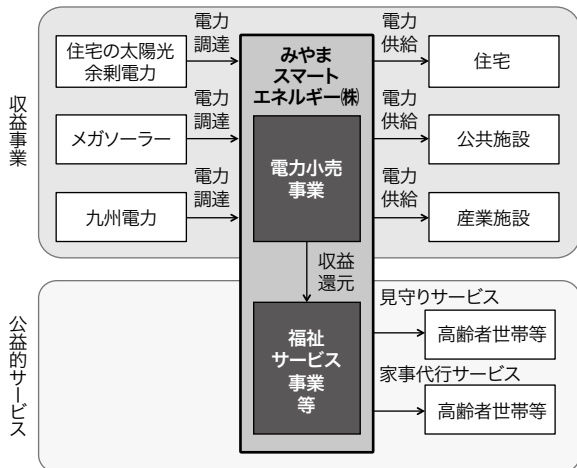 収益事業
住宅の太陽光
余剰電力
メガソーラー
九州電力
電力
調達
電力
調達
電力
調達
みやま
スマート
エネルギー㈱
電力小売
事業
収益
還元
福祉
サービス
事業
等
電力
供給
電力
供給
電力
供給
住宅
公共施設
産業施設
公益的サービス
見守りサービス
高齢者世帯等
家事代行サービス
高齢者世帯等